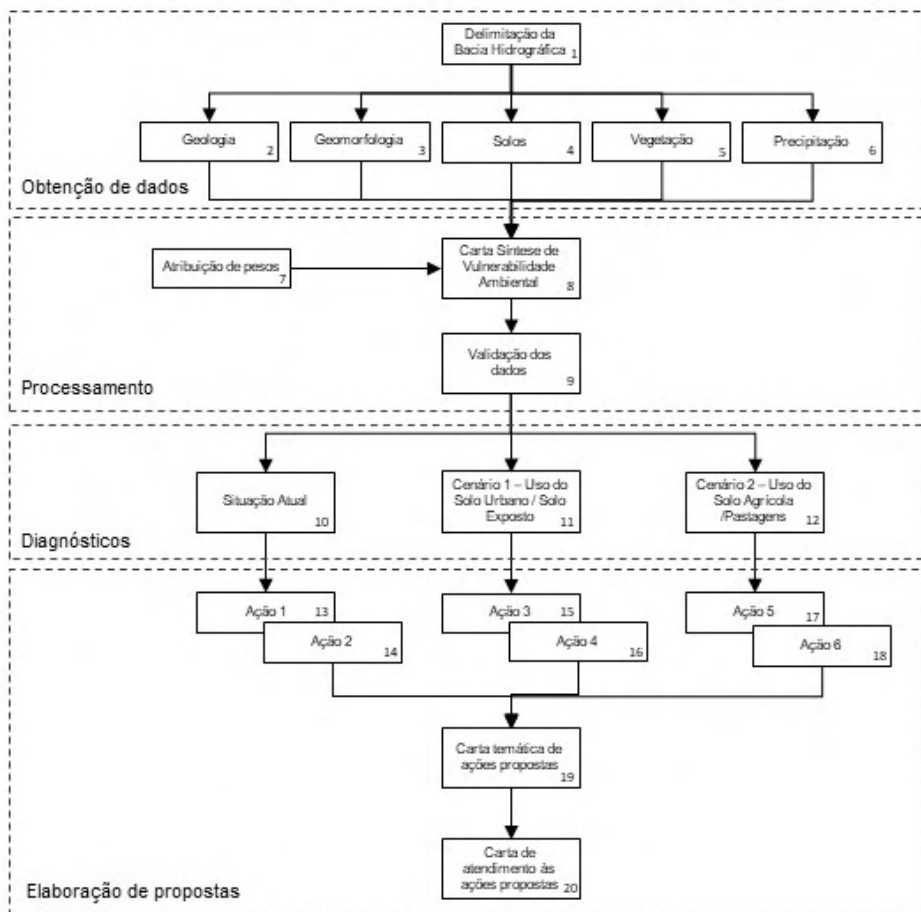 Delimitação da
Bacia Hidrográfica 1
Geologia 2
Geomorfologia 3
Solos 4
Vegetação 5
Precipitação 6
Obtenção de dados
Atribuição de pesos 7
Carta Síntese de
Vulnerabilidade
Ambiental 8
Validação dos
dados 9
Processamento
Situação Atual 10
Cenário 1 – Uso do
Solo Urbano / Solo
Exposto 11
Cenário 2 – Uso do
Solo Agrícola
/Pastagens 12
Diagnósticos
Ação 1 13
Ação 2 14
Ação 3 15
Ação 4 16
Ação 5 17
Ação 6 18
Carta temática de
ações propostas
19
Carta de
atendimento às
ações propostas 20
Elaboração de propostas